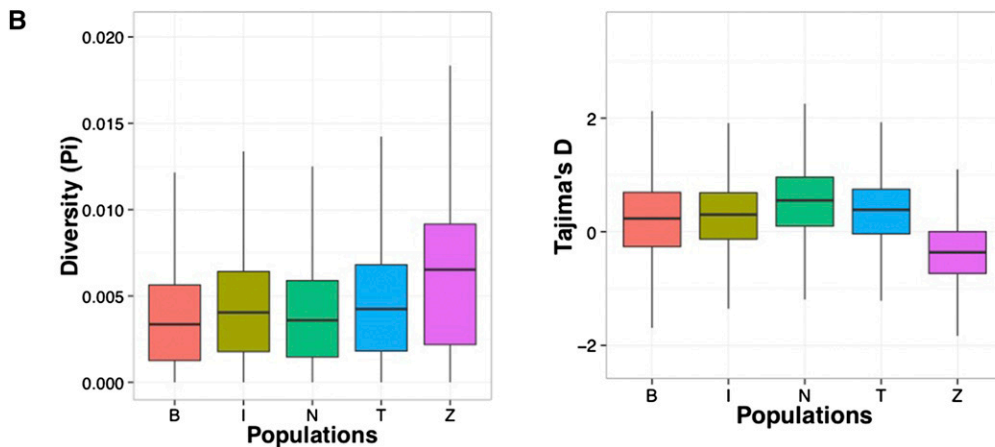 B
0.020
0.015
0.010
0.005
0.000
Diversity (Pi)
B I N T Z
Populations
2
0
−2
Tajima's D
B I N T Z
Populations